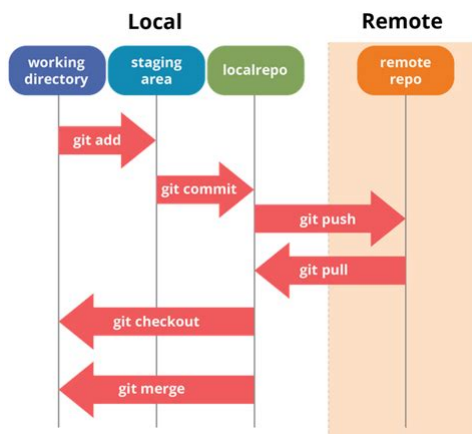 Local
Remote
working
directory
staging
area
localrepo
remote
repo
git add
git commit
git push
git pull
git checkout
git merge